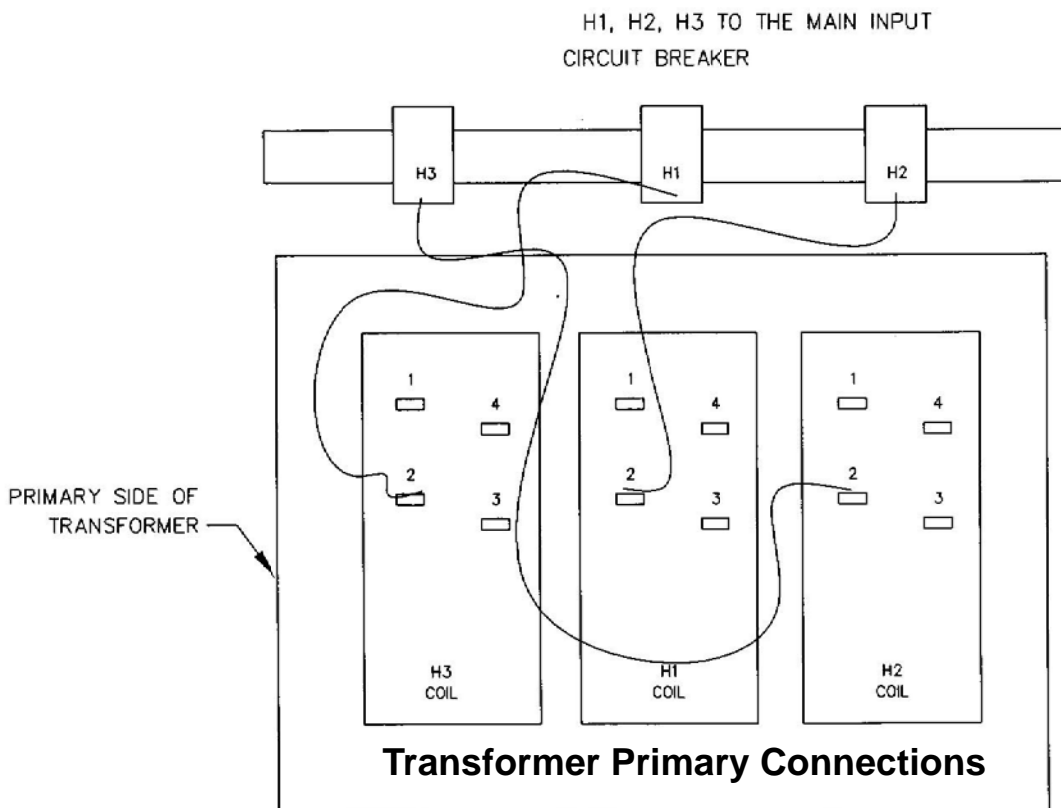 H1, H2, H3 TO THE MAIN INPUT
CIRCUIT BREAKER
H3
H1
H2
1
4
2
3
H3
COIL
1
4
2
3
H1
COIL
1
4
2
3
H2
COIL
PRIMARY SIDE OF
TRANSFORMER
Transformer Primary Connections